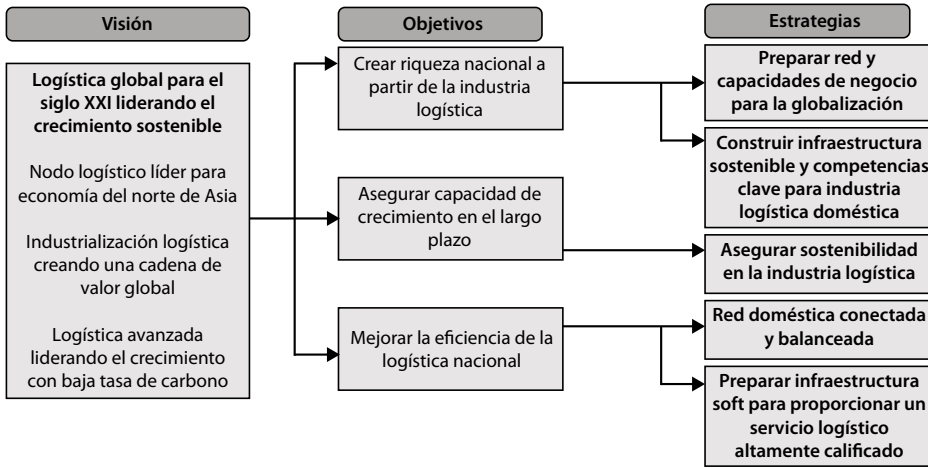 Visión
Logística global para el
siglo XXI liderando el
crecimiento sostenible
Nodo logístico líder para
economía del norte de Asia
Industrialización logística
creando una cadena de
valor global
Logística avanzada
liderando el crecimiento
con baja tasa de carbono
Objetivos
Crear riqueza nacional a
partir de la industria
logística
Asegurar capacidad de
crecimiento en el largo
plazo
Mejorar la eficiencia de la
logística nacional
Estrategias
Preparar red y
capacidades de negocio
para la globalización
Construir infraestructura
sostenible y competencias
clave para industria
logística doméstica
Asegurar sostenibilidad
en la industria logística
Red doméstica conectada
y balanceada
Preparar infraestructura
soft para proporcionar un
servicio logístico
altamente calificado